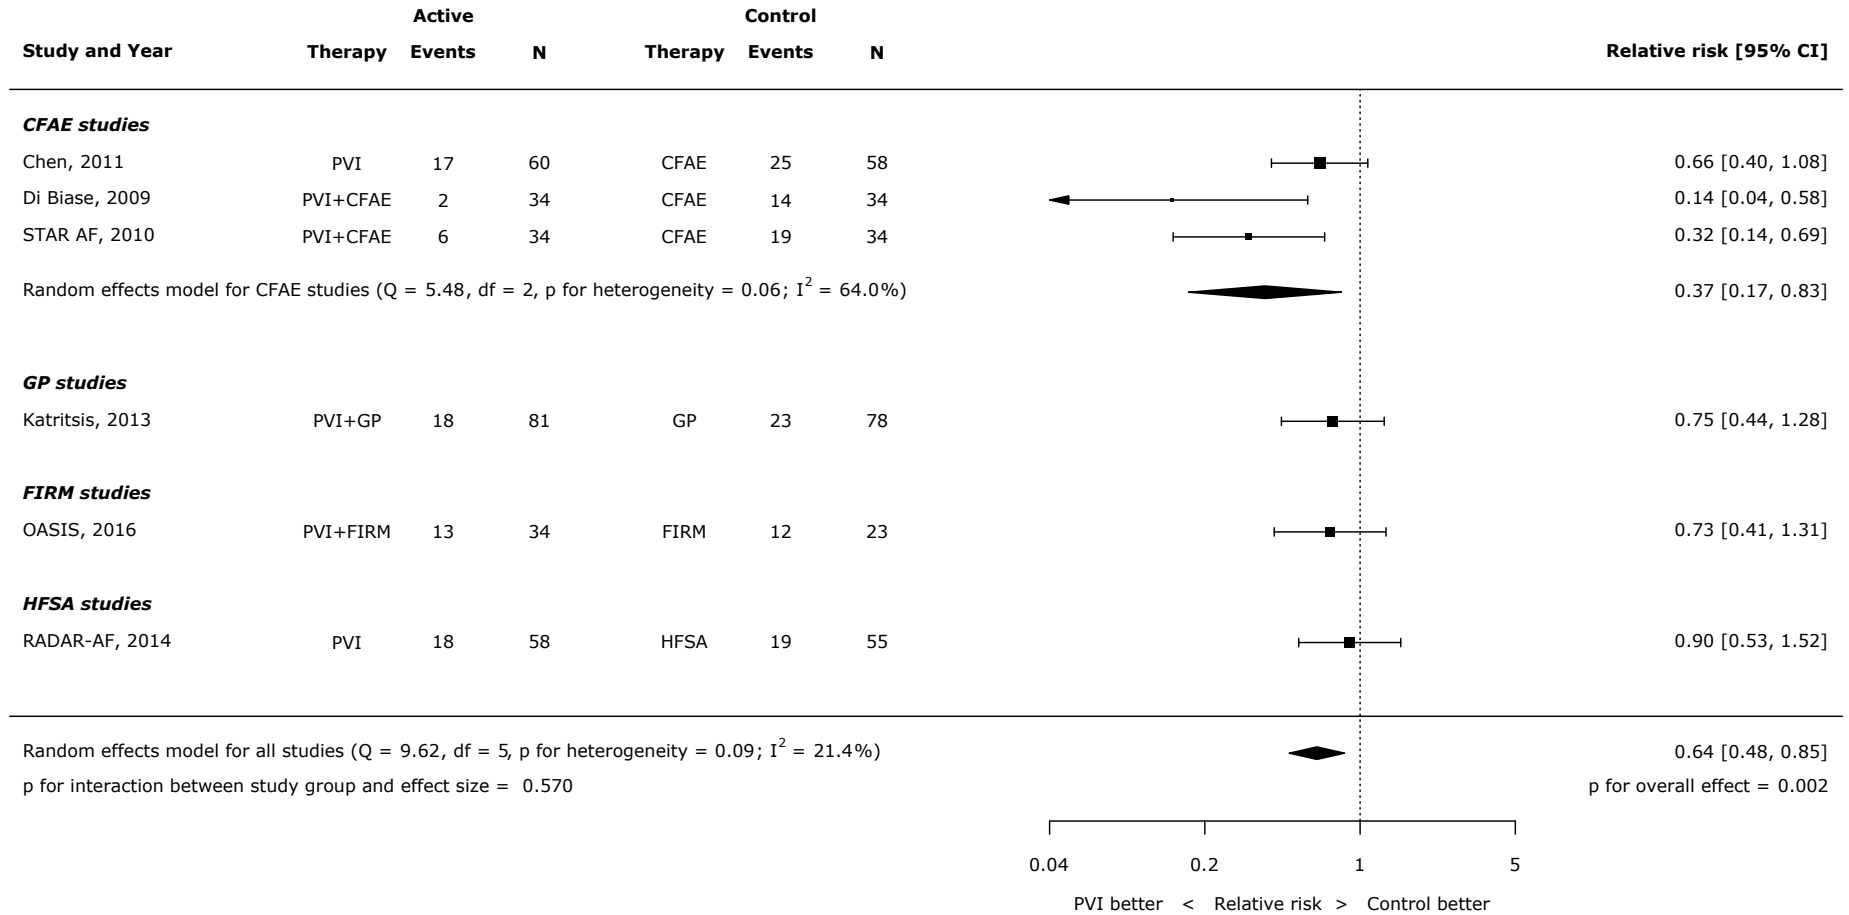 Active Control
Study and Year Therapy Events N Therapy Events N Relative risk [95% CI]
CFAE studies
Chen, 2011 PVI 17 60 CFAE 25 58 0.66 [0.40, 1.08]
Di Biase, 2009 PVI+CFAE 2 34 CFAE 14 34 0.14 [0.04, 0.58]
STAR AF, 2010 PVI+CFAE 6 34 CFAE 19 34 0.32 [0.14, 0.69]
Random effects model for CFAE studies (Q = 5.48, df = 2, p for heterogeneity = 0.06; I² = 64.0%) 0.37 [0.17, 0.83]
GP studies
Katritsis, 2013 PVI+GP 18 81 GP 23 78 0.75 [0.44, 1.28]
FIRM studies
OASIS, 2016 PVI+FIRM 13 34 FIRM 12 23 0.73 [0.41, 1.31]
HFSA studies
RADAR-AF, 2014 PVI 18 58 HFSA 19 55 0.90 [0.53, 1.52]
Random effects model for all studies (Q = 9.62, df = 5, p for heterogeneity = 0.09; I² = 21.4%) 0.64 [0.48, 0.85]
p for interaction between study group and effect size = 0.570 p for overall effect = 0.002
0.04 0.2 1 5
PVI better < Relative risk > Control better